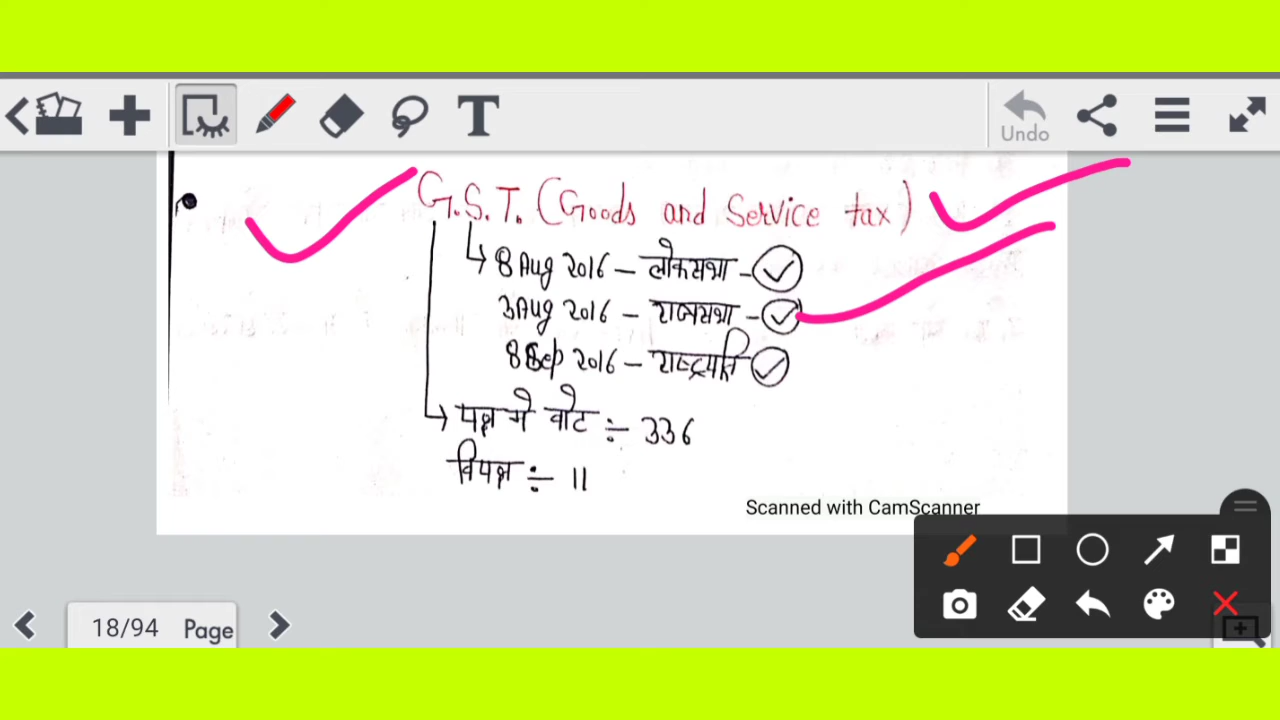 Undo
G.S.T. (Goods and Service tax)
8 Aug 2016 – लोकसभा -
3 Aug 2016 – राज्यसभा -
8 Sep 2016 – राष्ट्रपति
पक्ष मे वोट ÷ 336
विपक्ष ÷ 11
Scanned with CamScanner
18/94 Page